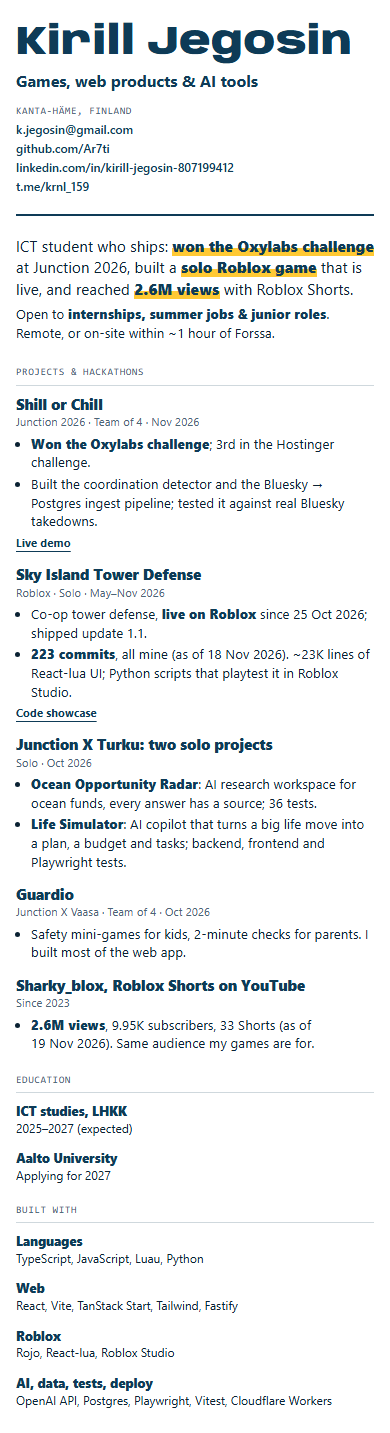 Kirill Jegosin
Games, web products & AI tools
KANTA-HÄME, FINLAND
k.jegosin@gmail.com
github.com/Ar7ti
linkedin.com/in/kirill-jegosin-807199412
t.me/krnl_159
ICT student who ships: won the Oxylabs challenge
at Junction 2026, built a solo Roblox game that is
live, and reached 2.6M views with Roblox Shorts.
Open to internships, summer jobs & junior roles.
Remote, or on-site within ~1 hour of Forssa.
PROJECTS & HACKATHONS
Shill or Chill
Junction 2026 · Team of 4 · Nov 2026
• Won the Oxylabs challenge; 3rd in the Hostinger
challenge.
• Built the coordination detector and the Bluesky →
Postgres ingest pipeline; tested it against real Bluesky
takedowns.
Live demo
Sky Island Tower Defense
Roblox · Solo · May–Nov 2026
• Co-op tower defense, live on Roblox since 25 Oct 2026;
shipped update 1.1.
• 223 commits, all mine (as of 18 Nov 2026). ~23K lines of
React-lua UI; Python scripts that playtest it in Roblox
Studio.
Code showcase
Junction X Turku: two solo projects
Solo · Oct 2026
• Ocean Opportunity Radar: AI research workspace for
ocean funds, every answer has a source; 36 tests.
• Life Simulator: AI copilot that turns a big life move into
a plan, a budget and tasks; backend, frontend and
Playwright tests.
Guardio
Junction X Vaasa · Team of 4 · Oct 2026
• Safety mini-games for kids, 2-minute checks for parents. I
built most of the web app.
Sharky_blox, Roblox Shorts on YouTube
Since 2023
• 2.6M views, 9.95K subscribers, 33 Shorts (as of
19 Nov 2026). Same audience my games are for.
EDUCATION
ICT studies, LHKK
2025–2027 (expected)
Aalto University
Applying for 2027
BUILT WITH
Languages
TypeScript, JavaScript, Luau, Python
Web
React, Vite, TanStack Start, Tailwind, Fastify
Roblox
Rojo, React-lua, Roblox Studio
AI, data, tests, deploy
OpenAI API, Postgres, Playwright, Vitest, Cloudflare Workers